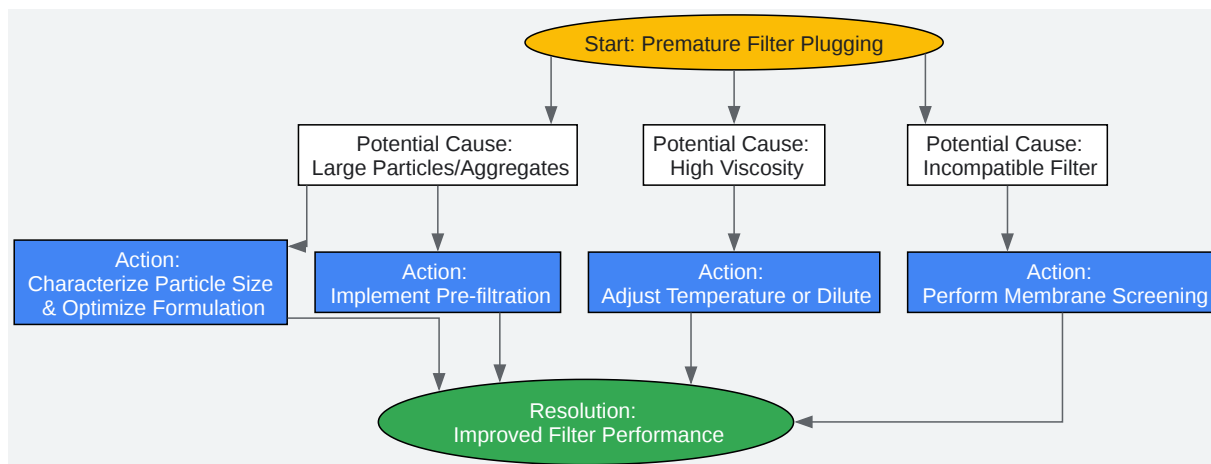 Start: Premature Filter Plugging
Potential Cause:
Large Particles/Aggregates
Potential Cause:
High Viscosity
Potential Cause:
Incompatible Filter
Action:
Characterize Particle Size
& Optimize Formulation
Action:
Implement Pre-filtration
Action:
Adjust Temperature or Dilute
Action:
Perform Membrane Screening
Resolution:
Improved Filter Performance